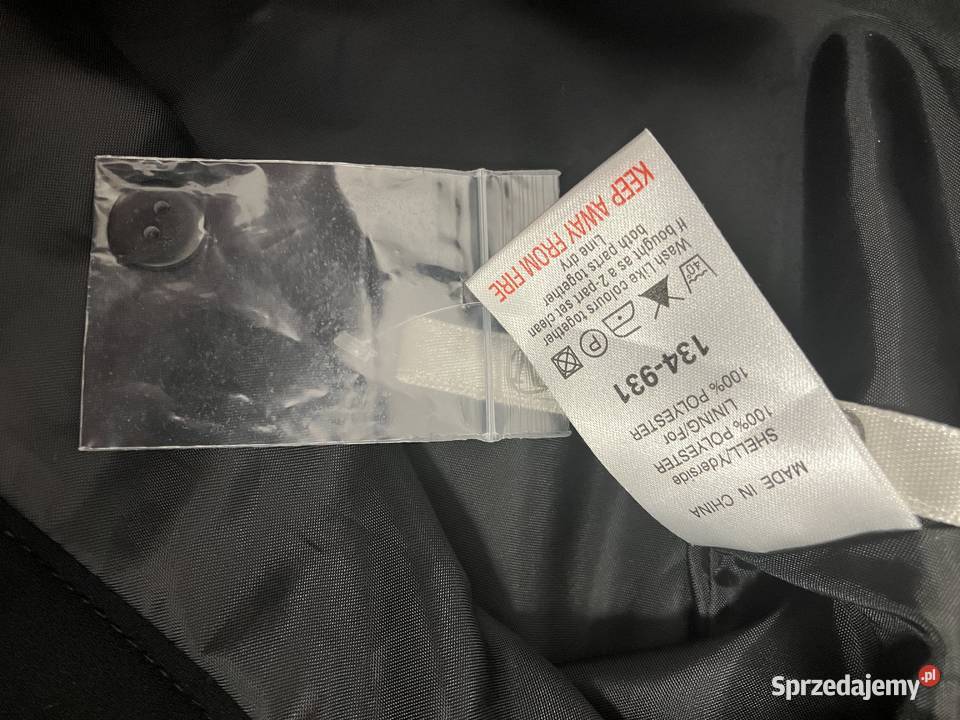 MADE IN CHINA
SHELL/Yderside
100% POLYESTER
LINING/For
100% POLYESTER
134-931
40°
P
Wash Like colours together
If bought as a 2-part set clean
both parts together
Line dry
KEEP AWAY FROM FIRE
Sprzedajemy.pl